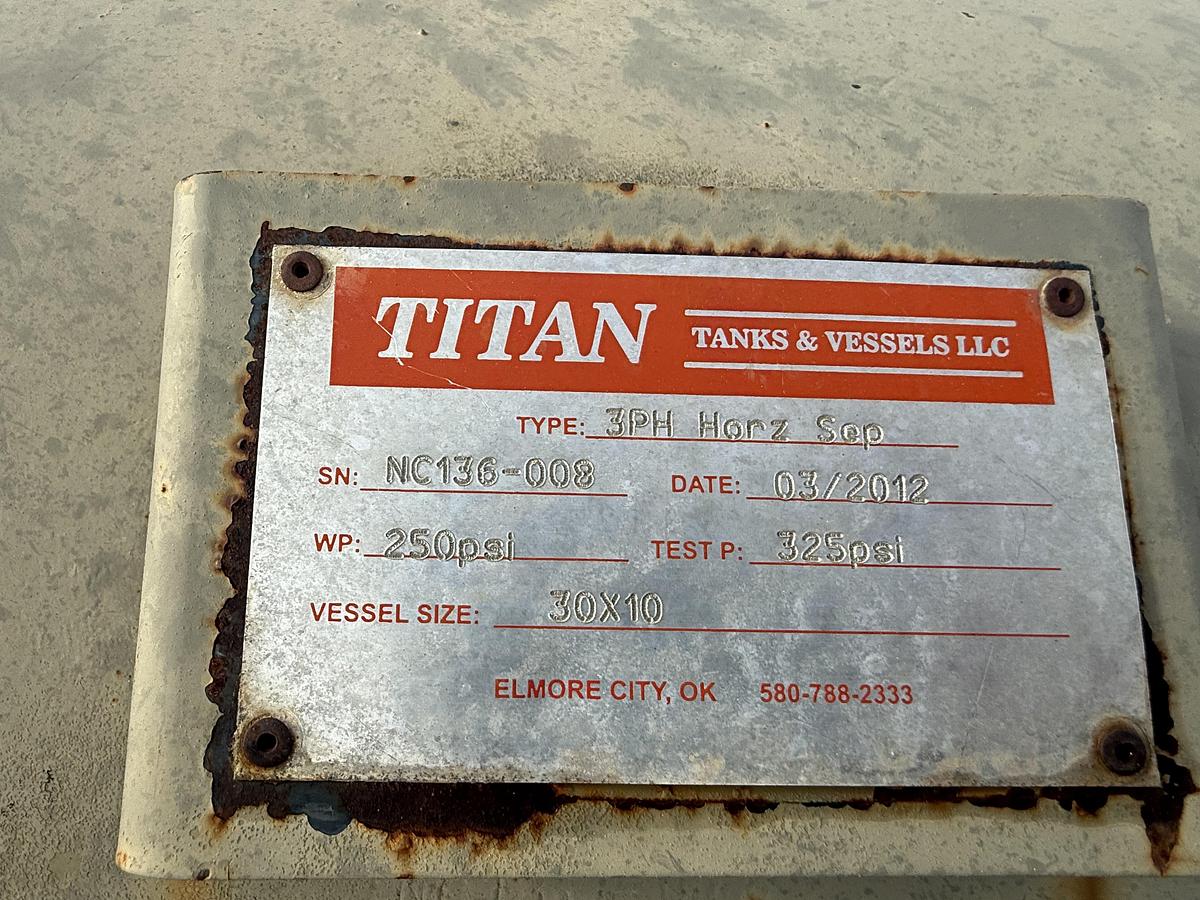 TITAN TANKS & VESSELS LLC
TYPE: 3PH Horz Sep
SN: NC136-008 DATE: 03/2012
WP: 250psi TEST P: 325psi
VESSEL SIZE: 30X10
ELMORE CITY, OK 580-788-2333